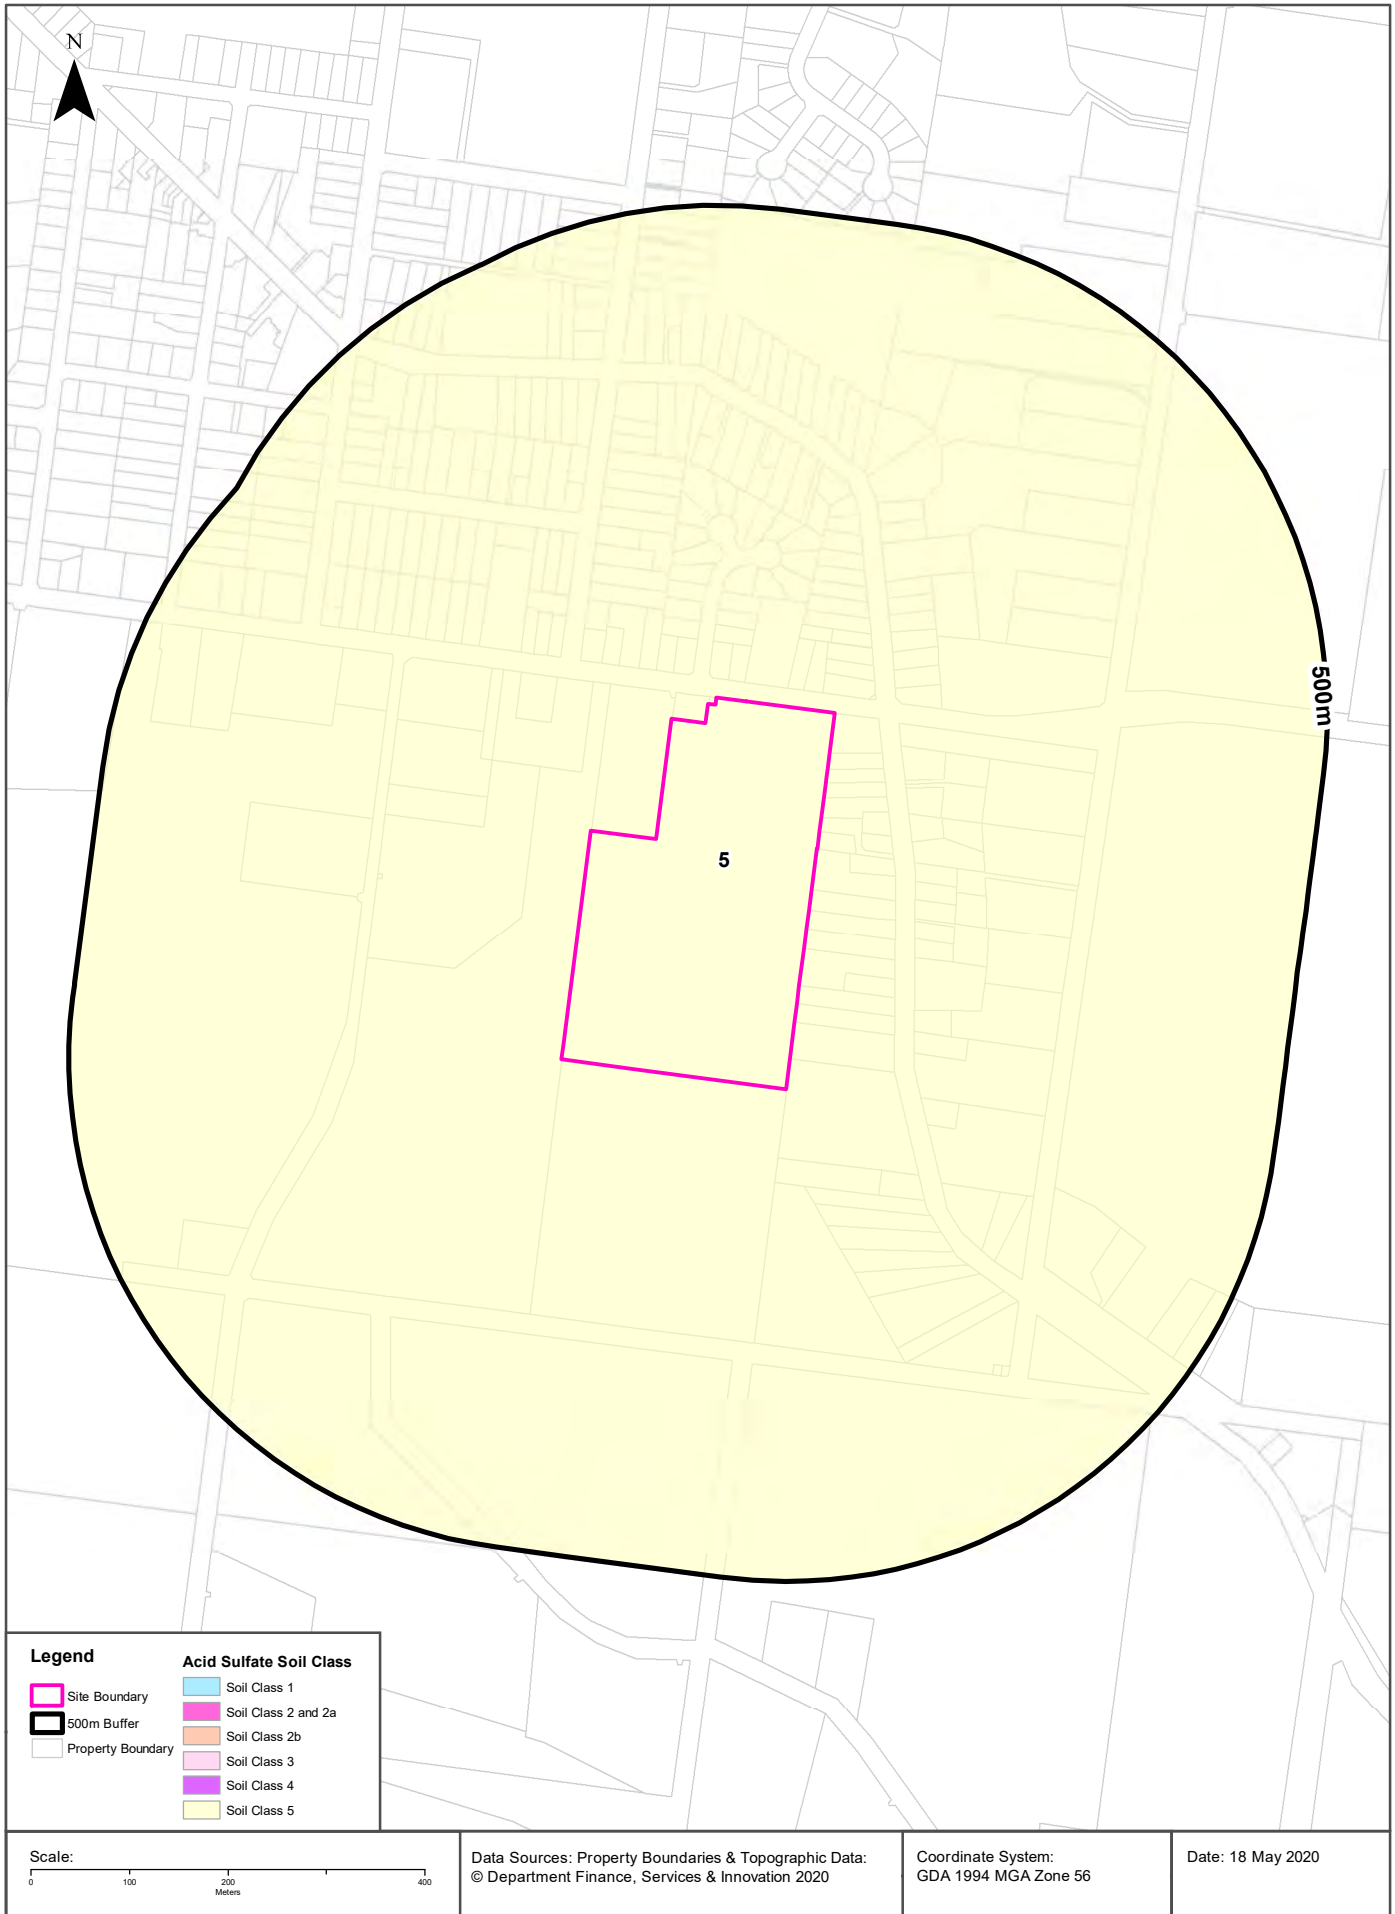 N
500m
5
Legend
Site Boundary
500m Buffer
Property Boundary
Acid Sulfate Soil Class
Soil Class 1
Soil Class 2 and 2a
Soil Class 2b
Soil Class 3
Soil Class 4
Soil Class 5
Scale:
0 100 200 400
Meters
Data Sources: Property Boundaries & Topographic Data:
© Department Finance, Services & Innovation 2020
Coordinate System:
GDA 1994 MGA Zone 56
Date: 18 May 2020